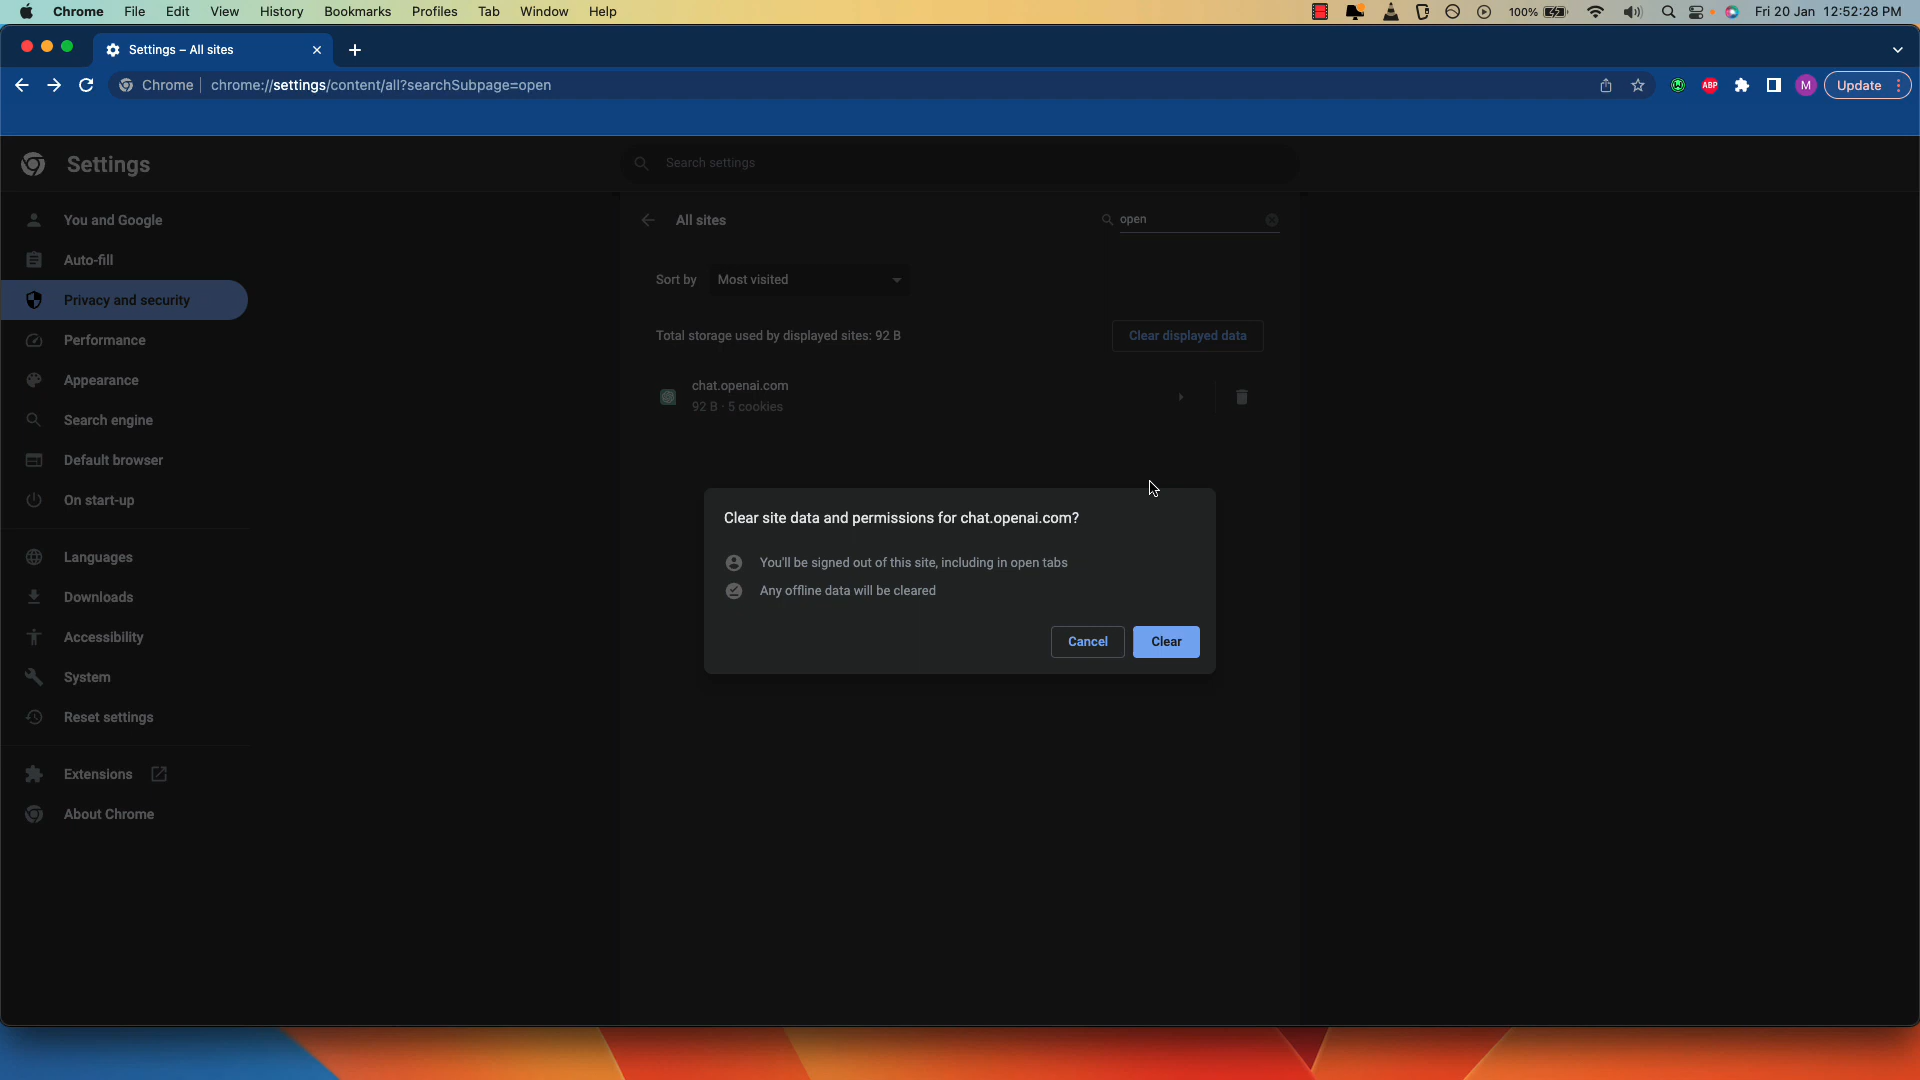 Chrome File Edit View History Bookmarks Profiles Tab Window Help 100% Fri 20 Jan 12:52:28 PM
Settings – All sites
Chrome chrome://settings/content/all?searchSubpage=open ABP M Update
Settings
Search settings
You and Google
Auto-fill
Privacy and security
Performance
Appearance
Search engine
Default browser
On start-up
Languages
Downloads
Accessibility
System
Reset settings
Extensions
About Chrome
All sites
open
Sort by Most visited
Total storage used by displayed sites: 92 B
Clear displayed data
chat.openai.com
92 B · 5 cookies
Clear site data and permissions for chat.openai.com?
You'll be signed out of this site, including in open tabs
Any offline data will be cleared
Cancel
Clear